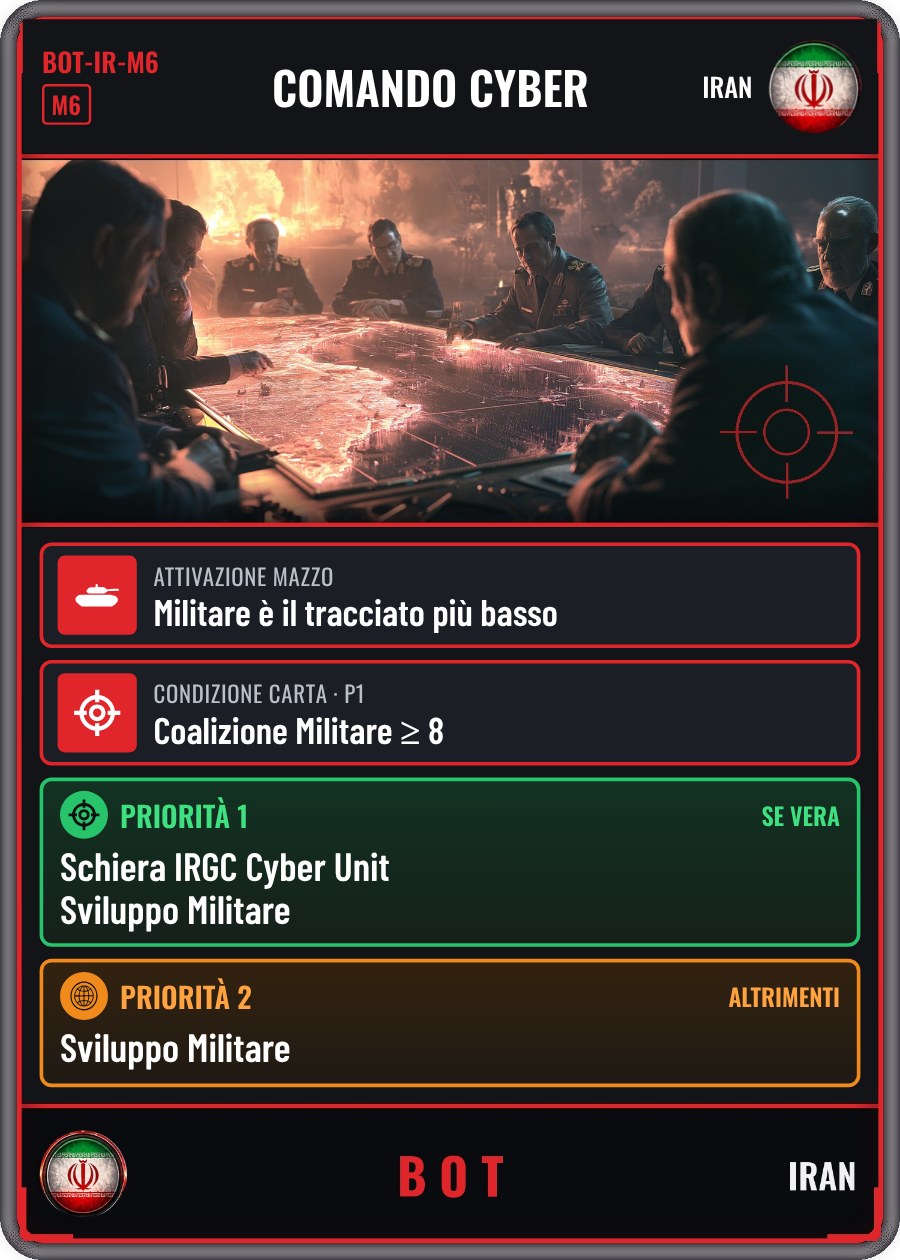 BOT-IR-M6
M6
COMANDO CYBER
IRAN
ATTIVAZIONE MAZZO
Militare è il tracciato più basso
CONDIZIONE CARTA · P1
Coalizione Militare ≥ 8
PRIORITÀ 1
SE VERA
Schiera IRGC Cyber Unit
Sviluppo Militare
PRIORITÀ 2
ALTRIMENTI
Sviluppo Militare
BOT
IRAN